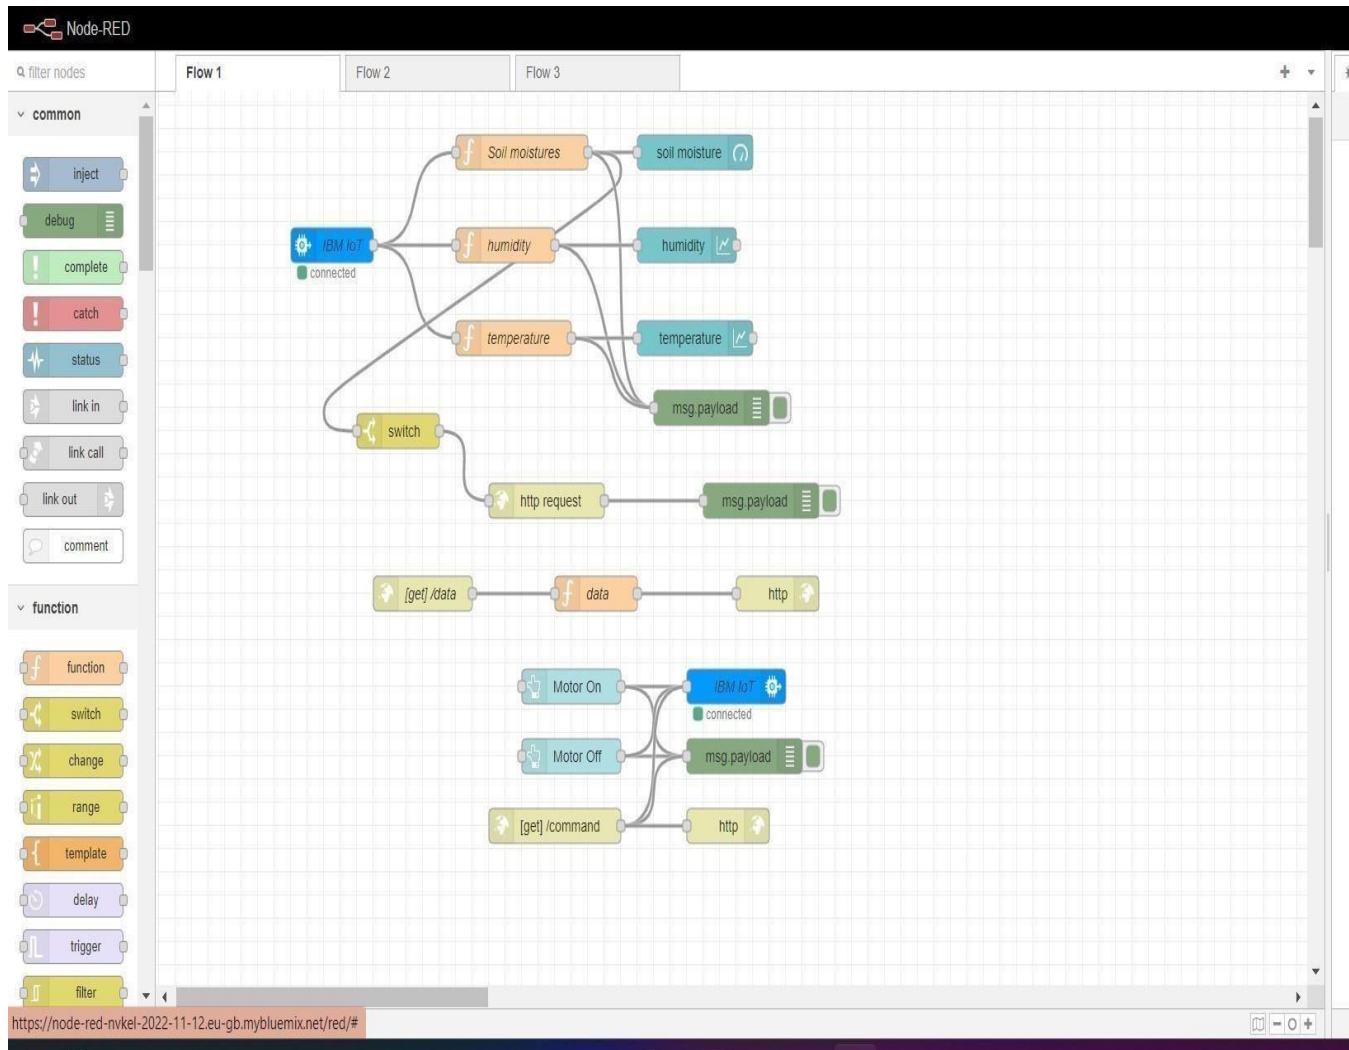 Node-RED
filter nodes
Flow 1
Flow 2
Flow 3
common
inject
debug
complete
catch
status
link in
link call
link out
comment
function
function
switch
change
range
template
delay
trigger
filter
Soil moistures
soil moisture
IBM IoT
connected
humidity
humidity
temperature
temperature
msg.payload
switch
http request
msg.payload
[get] /data
data
http
Motor On
IBM IoT
connected
Motor Off
msg.payload
[get] /command
http
https://node-red-nvkel-2022-11-12.eu-gb.mybluemix.net/red/#